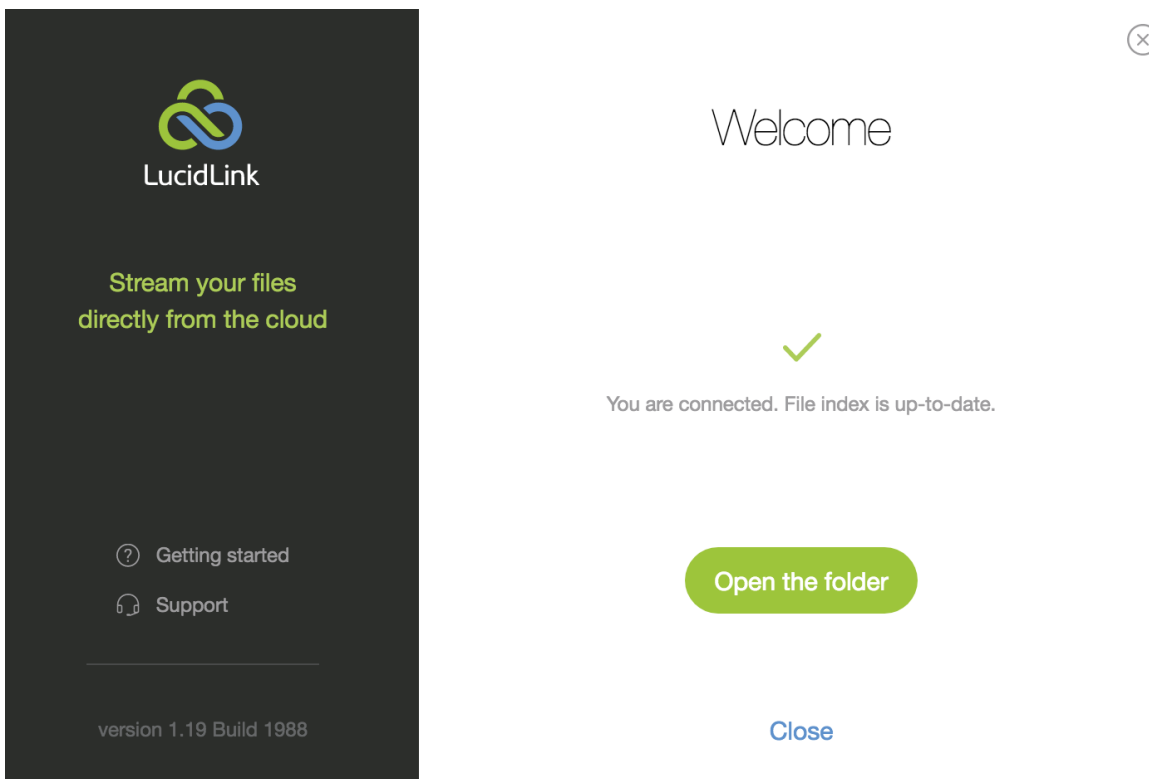 LucidLink
Stream your files
directly from the cloud
Getting started
Support
version 1.19 Build 1988
Welcome
You are connected. File index is up-to-date.
Open the folder
Close